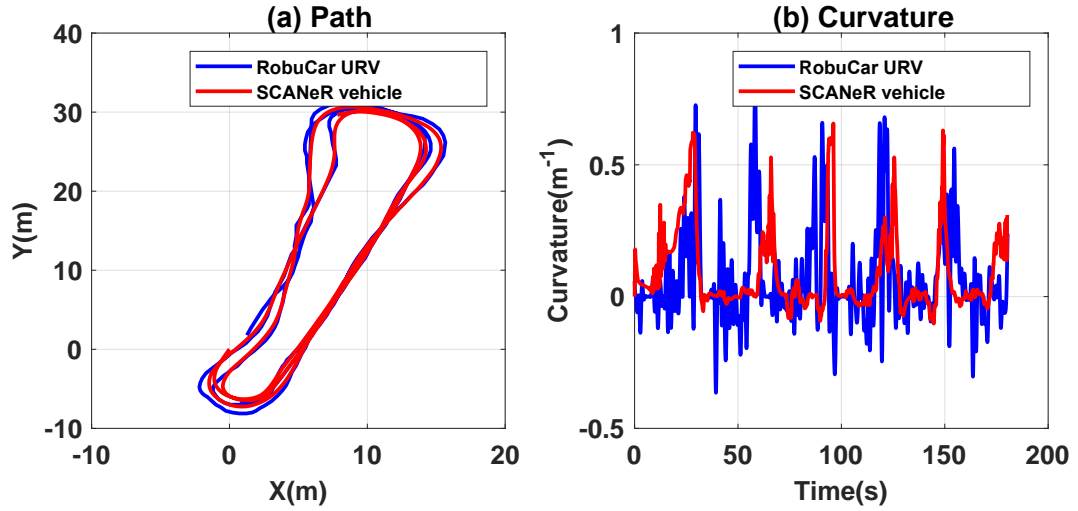 (a) Path
40
30
20
10
0
-10
-10
0
10
20
Y(m)
X(m)
RobuCar URV
SCANeR vehicle
(b) Curvature
1
0.5
0
-0.5
0
50
100
150
200
Curvature(m⁻¹)
Time(s)
RobuCar URV
SCANeR vehicle